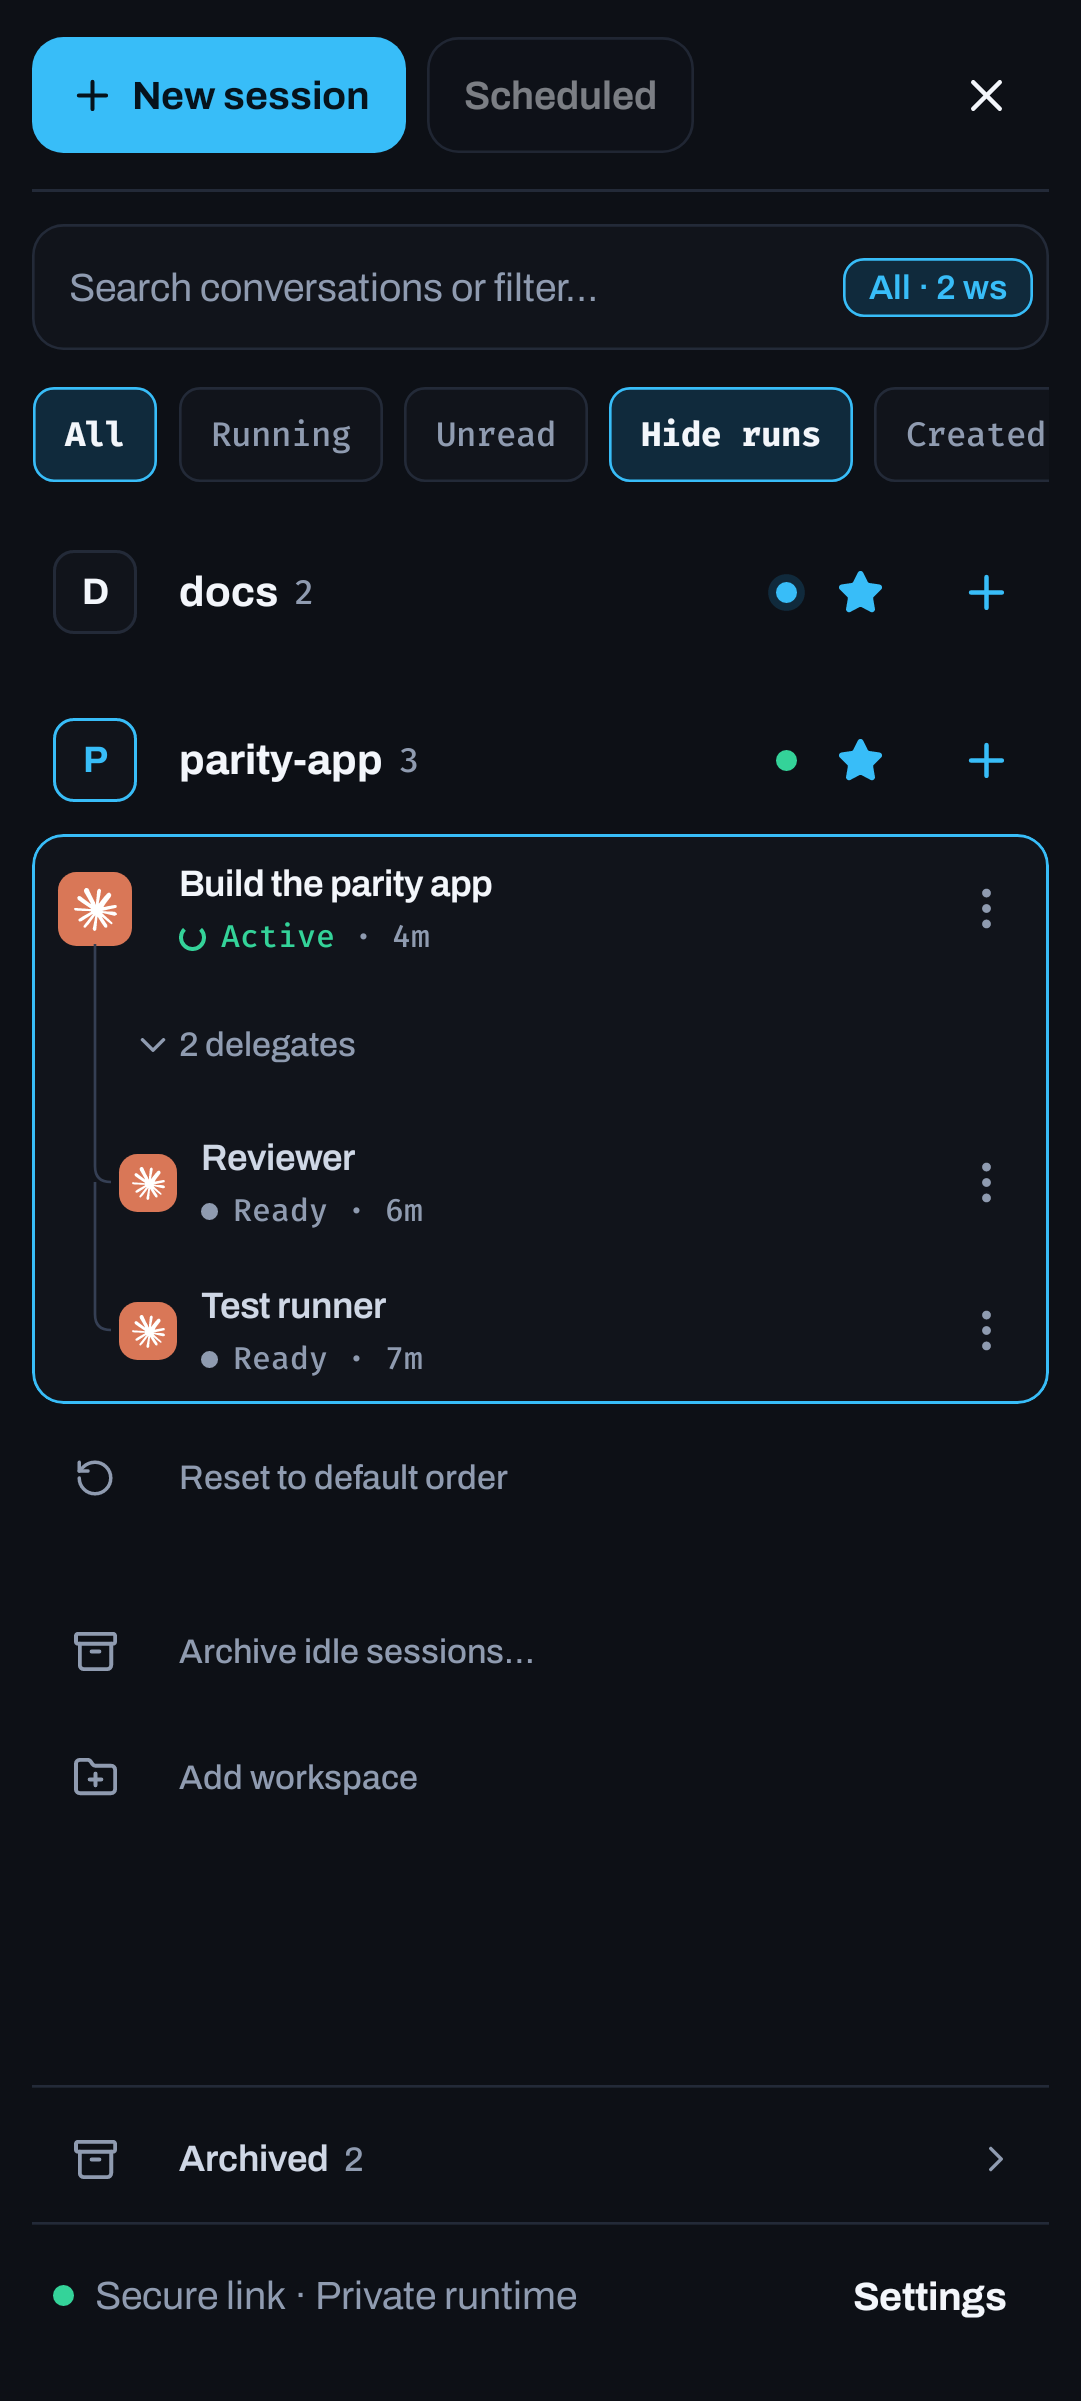 New session
Scheduled
Search conversations or filter...
All · 2 ws
All
Running
Unread
Hide runs
Created
D
docs 2
P
parity-app 3
Build the parity app
Active · 4m
2 delegates
Reviewer
Ready · 6m
Test runner
Ready · 7m
Reset to default order
Archive idle sessions...
Add workspace
Archived 2
Secure link · Private runtime
Settings